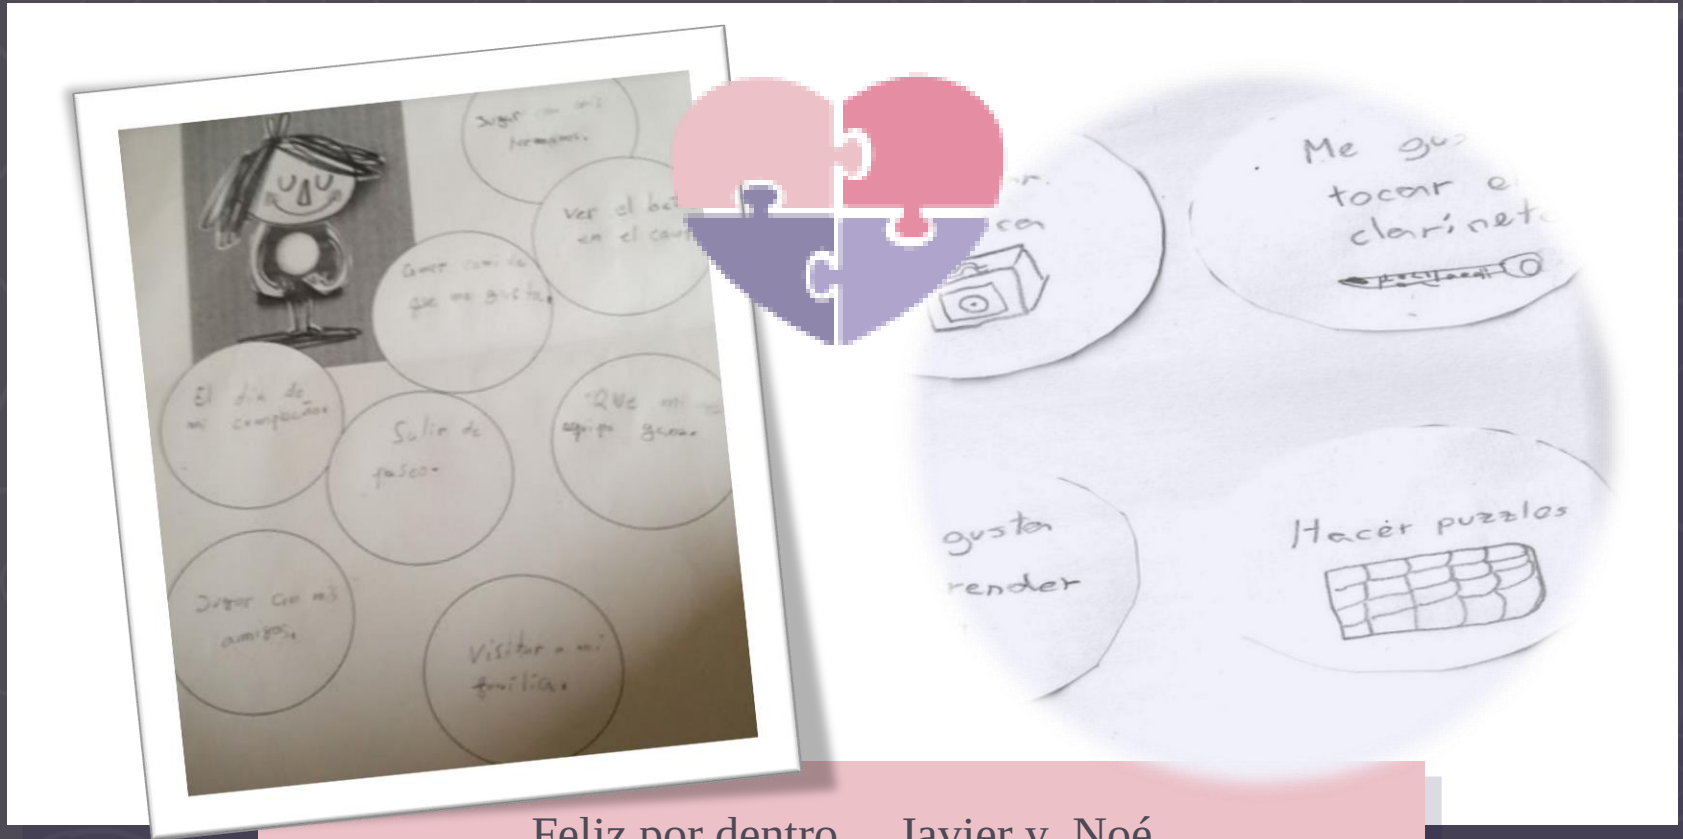 Jugar con mis
hermanos.
Ver el
en el
Comer comida
que me gusta.
El día de
mi cumpleaños
Salir de
paseo.
Que mi
equipo gane.
Jugar con mis
amigos.
Visitar a mi
familia.
Me gus
tocar e
clarinet
gusta
render
Hacer puzzles
Feliz por dentro Javier y Noé